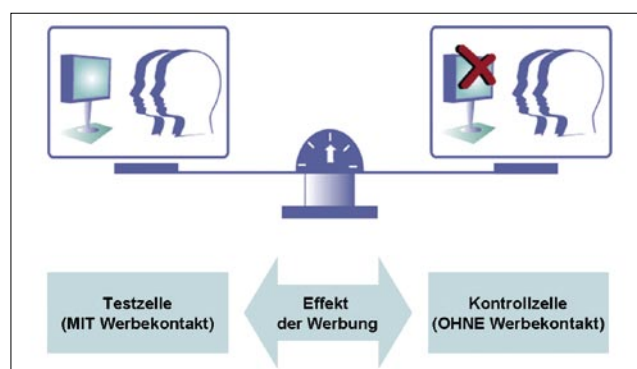 Testzelle
(MIT Werbekontakt)
Effekt
der Werbung
Kontrollzelle
(OHNE Werbekontakt)